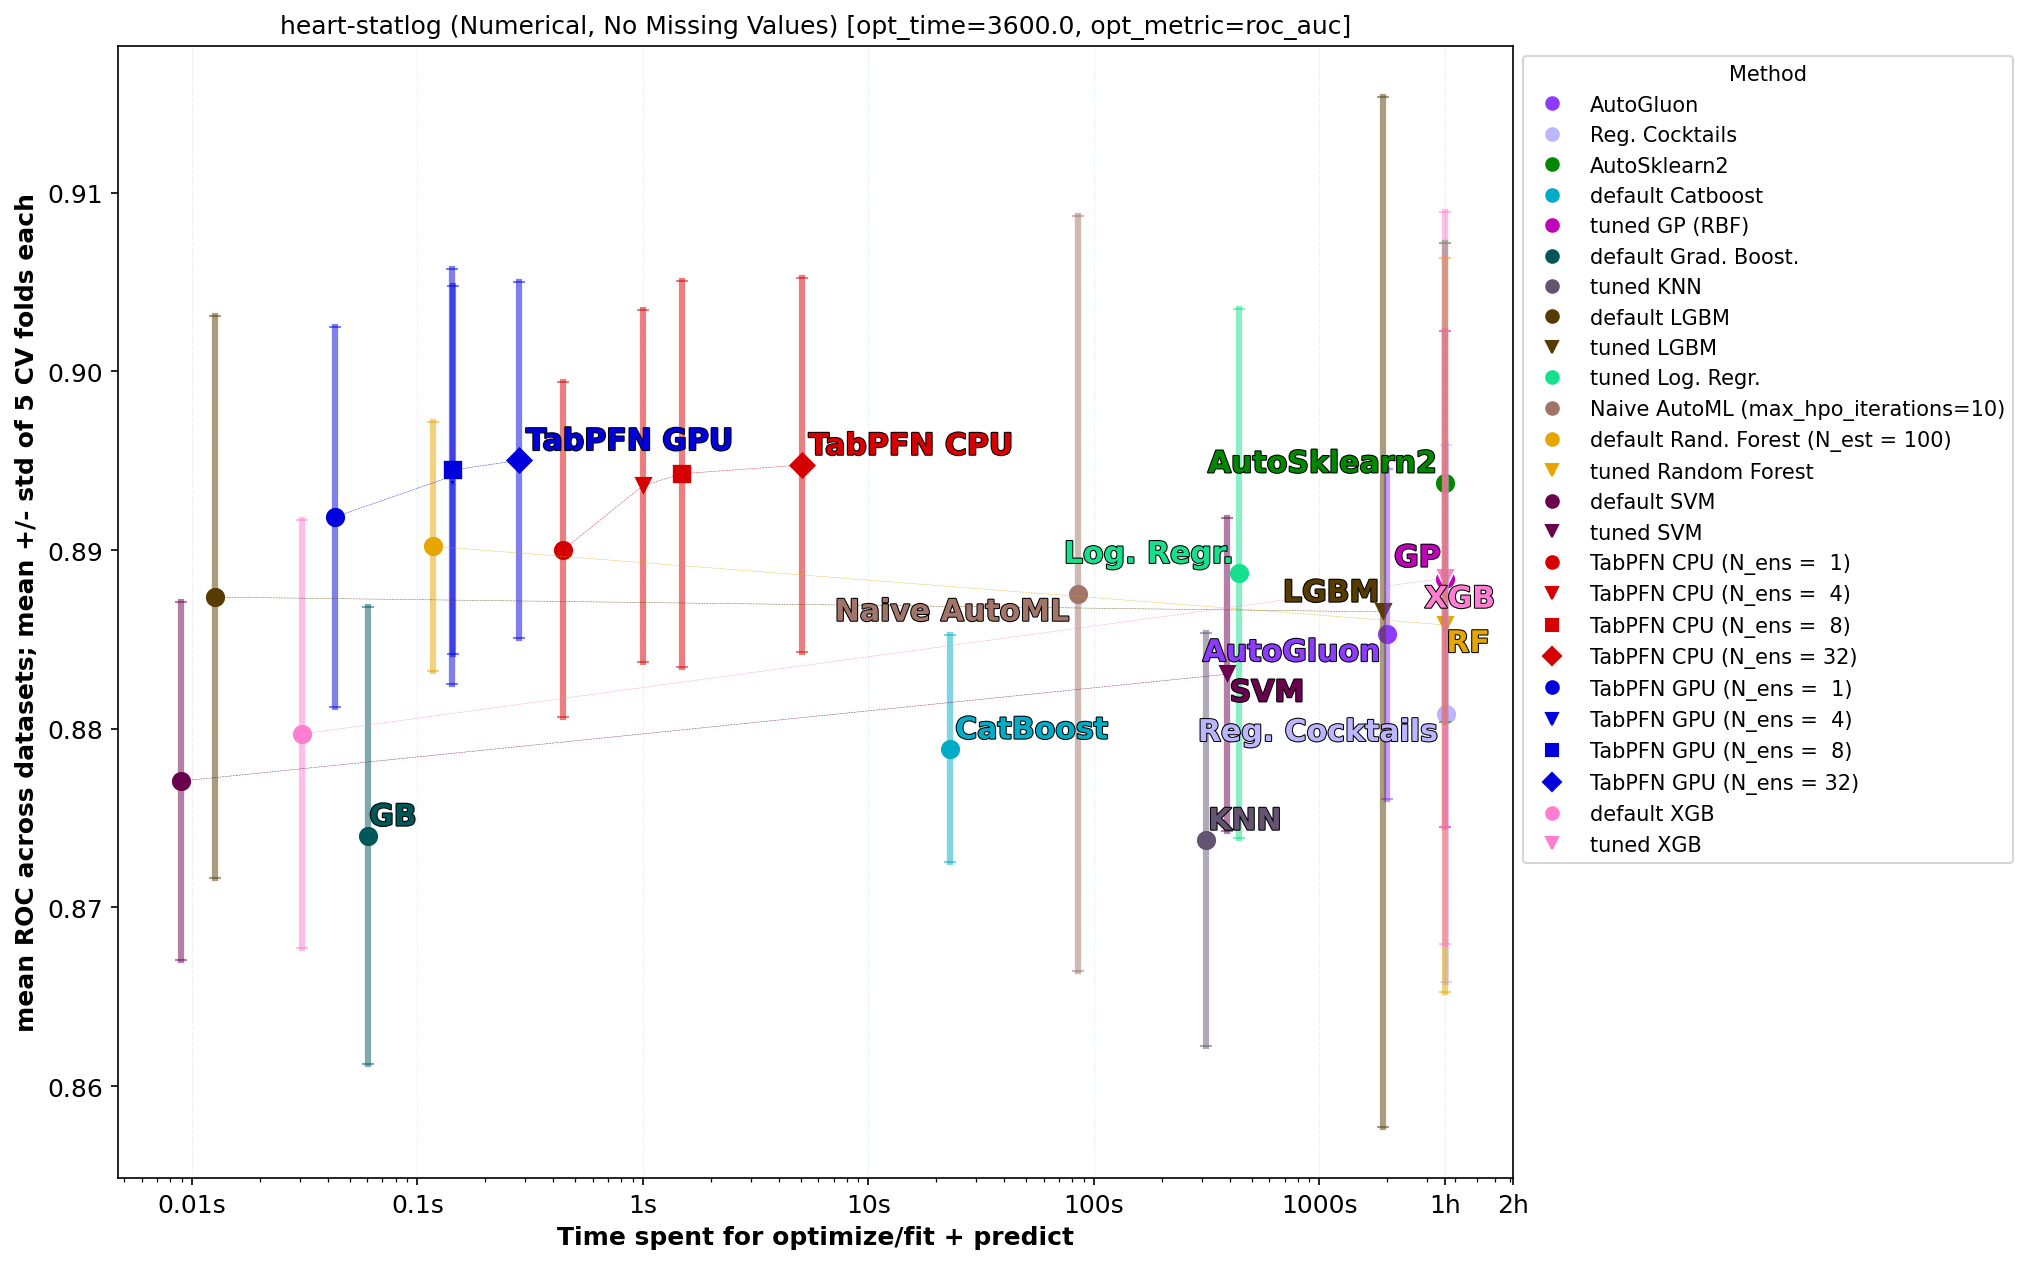 heart-statlog (Numerical, No Missing Values) [opt_time=3600.0, opt_metric=roc_auc]
mean ROC across datasets; mean +/- std of 5 CV folds each
0.91
0.90
0.89
0.88
0.87
0.86
TabPFN GPU
TabPFN CPU
AutoSklearn2
Log. Regr.
GP
LGBM
XGB
Naive AutoML
RF
AutoGluon
SVM
CatBoost
Reg. Cocktails
GB
KNN
0.01s
0.1s
1s
10s
100s
1000s
1h
2h
Time spent for optimize/fit + predict
Method
AutoGluon
Reg. Cocktails
AutoSklearn2
default Catboost
tuned GP (RBF)
default Grad. Boost.
tuned KNN
default LGBM
tuned LGBM
tuned Log. Regr.
Naive AutoML (max_hpo_iterations=10)
default Rand. Forest (N_est = 100)
tuned Random Forest
default SVM
tuned SVM
TabPFN CPU (N_ens =  1)
TabPFN CPU (N_ens =  4)
TabPFN CPU (N_ens =  8)
TabPFN CPU (N_ens = 32)
TabPFN GPU (N_ens =  1)
TabPFN GPU (N_ens =  4)
TabPFN GPU (N_ens =  8)
TabPFN GPU (N_ens = 32)
default XGB
tuned XGB